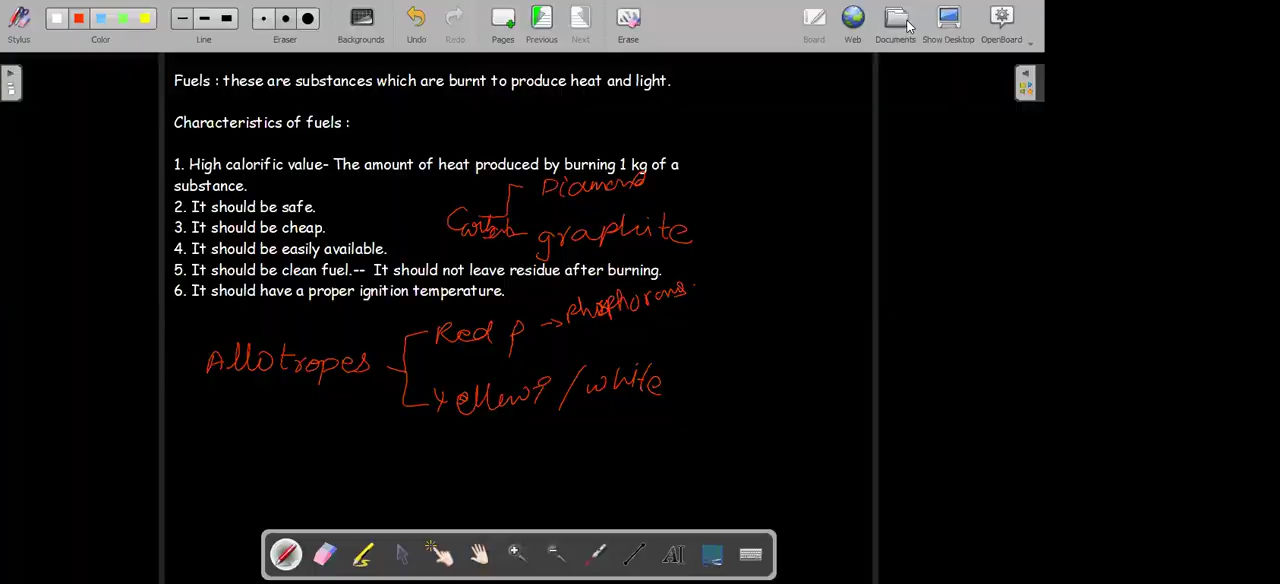 Stylus
Color
Line
Eraser
Backgrounds
Undo
Redo
Pages
Previous
Next
Erase
Board
Web
Documents
Show Desktop
OpenBoard
Fuels : these are substances which are burnt to produce heat and light.
Characteristics of fuels :
1. High calorific value- The amount of heat produced by burning 1 kg of a
substance.
Diamond
2. It should be safe.
Carbon
graphite
3. It should be cheap.
4. It should be easily available.
5. It should be clean fuel.-- It should not leave residue after burning.
6. It should have a proper ignition temperature.
Red P → phosphorous.
Allotropes
Yellow P / white
AI